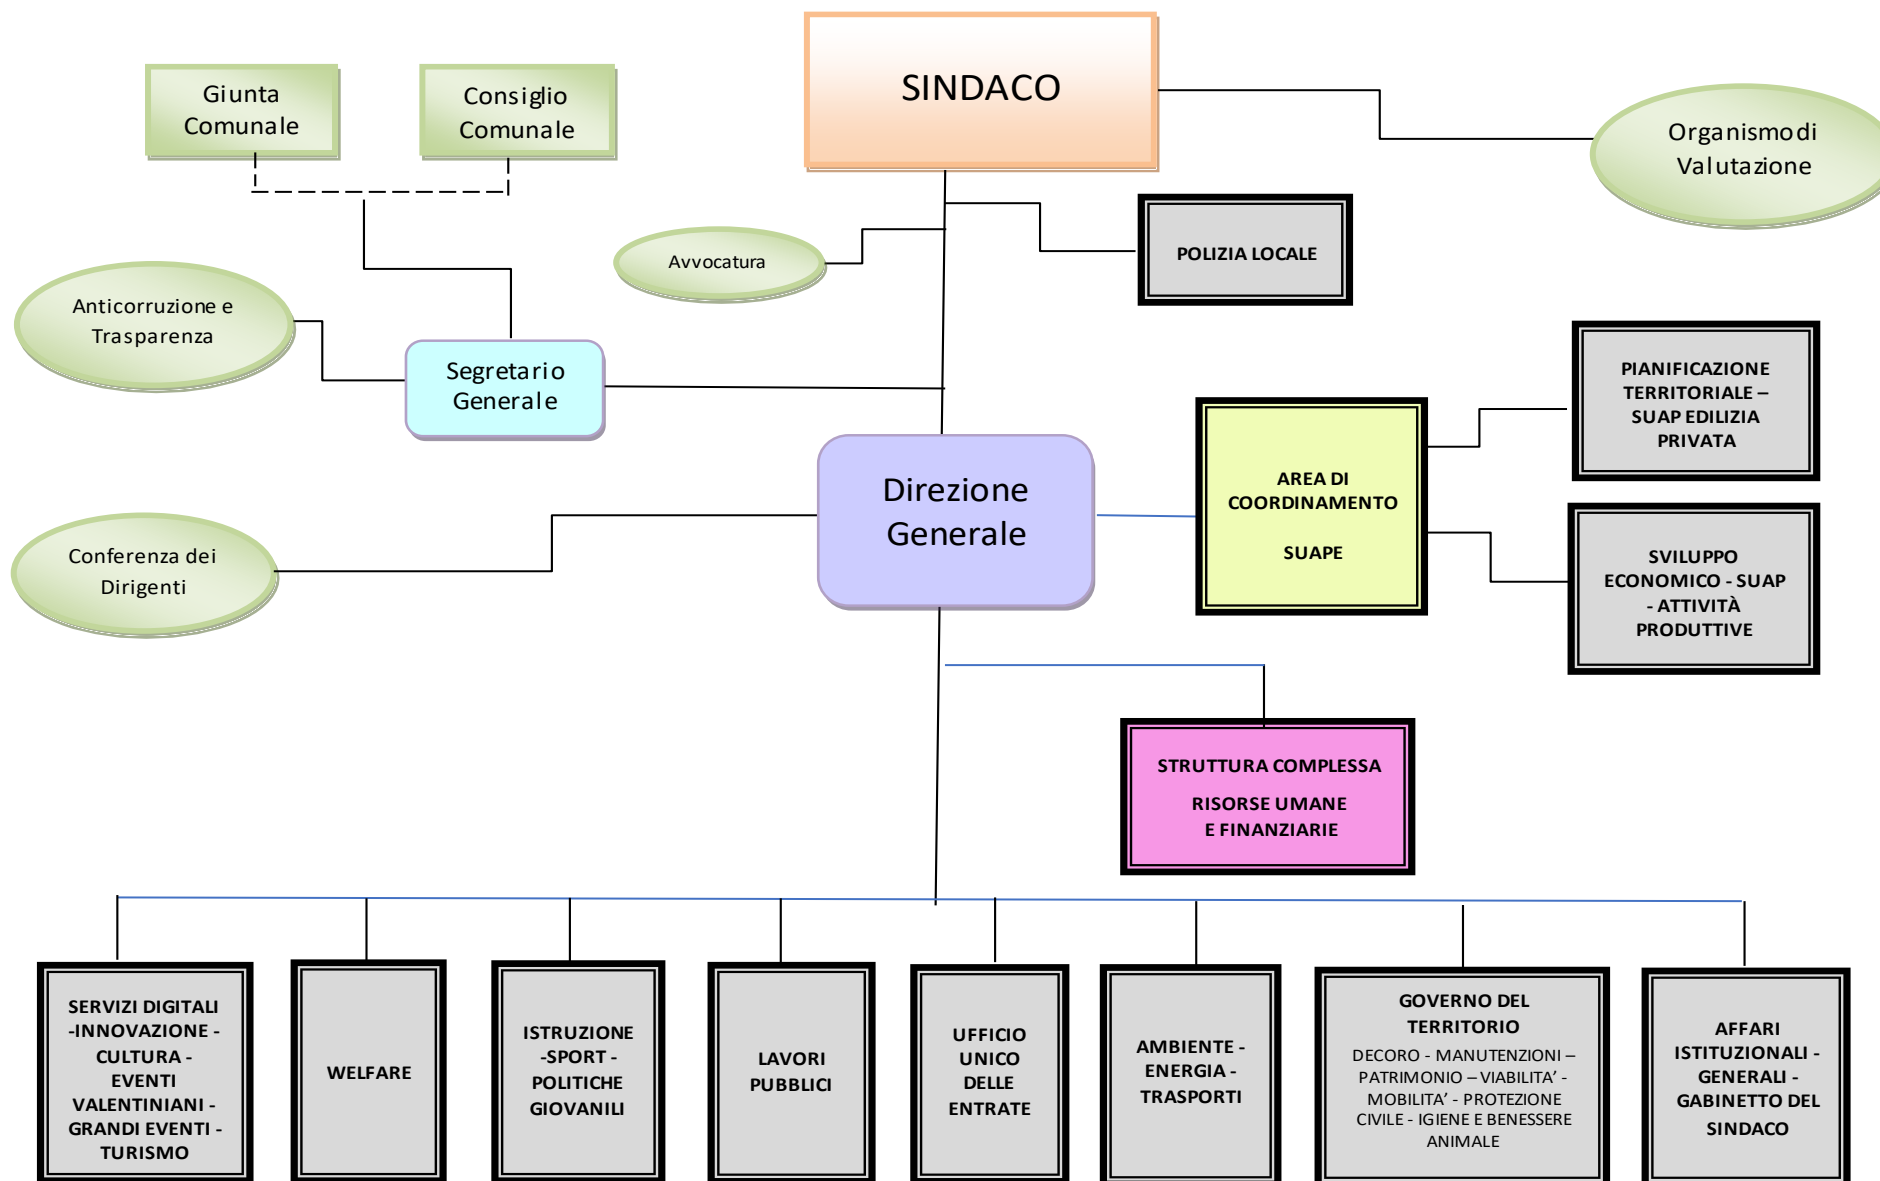 SINDACO
Giunta
Comunale
Consiglio
Comunale
Organismo di
Valutazione
POLIZIA LOCALE
Avvocatura
Anticorruzione e
Trasparenza
Segretario
Generale
PIANIFICAZIONE
TERRITORIALE –
SUAP EDILIZIA
PRIVATA
Direzione
Generale
AREA DI
COORDINAMENTO
SUAPE
Conferenza dei
Dirigenti
SVILUPPO
ECONOMICO - SUAP
- ATTIVITÀ
PRODUTTIVE
STRUTTURA COMPLESSA
RISORSE UMANE
E FINANZIARIE
SERVIZI DIGITALI
-INNOVAZIONE -
CULTURA -
EVENTI
VALENTINIANI -
GRANDI EVENTI -
TURISMO
WELFARE
ISTRUZIONE
-SPORT -
POLITICHE
GIOVANILI
LAVORI
PUBBLICI
UFFICIO
UNICO
DELLE
ENTRATE
AMBIENTE -
ENERGIA -
TRASPORTI
GOVERNO DEL
TERRITORIO
DECORO - MANUTENZIONI –
PATRIMONIO – VIABILITA’ -
MOBILITA’ - PROTEZIONE
CIVILE - IGIENE E BENESSERE
ANIMALE
AFFARI
ISTITUZIONALI -
GENERALI -
GABINETTO DEL
SINDACO